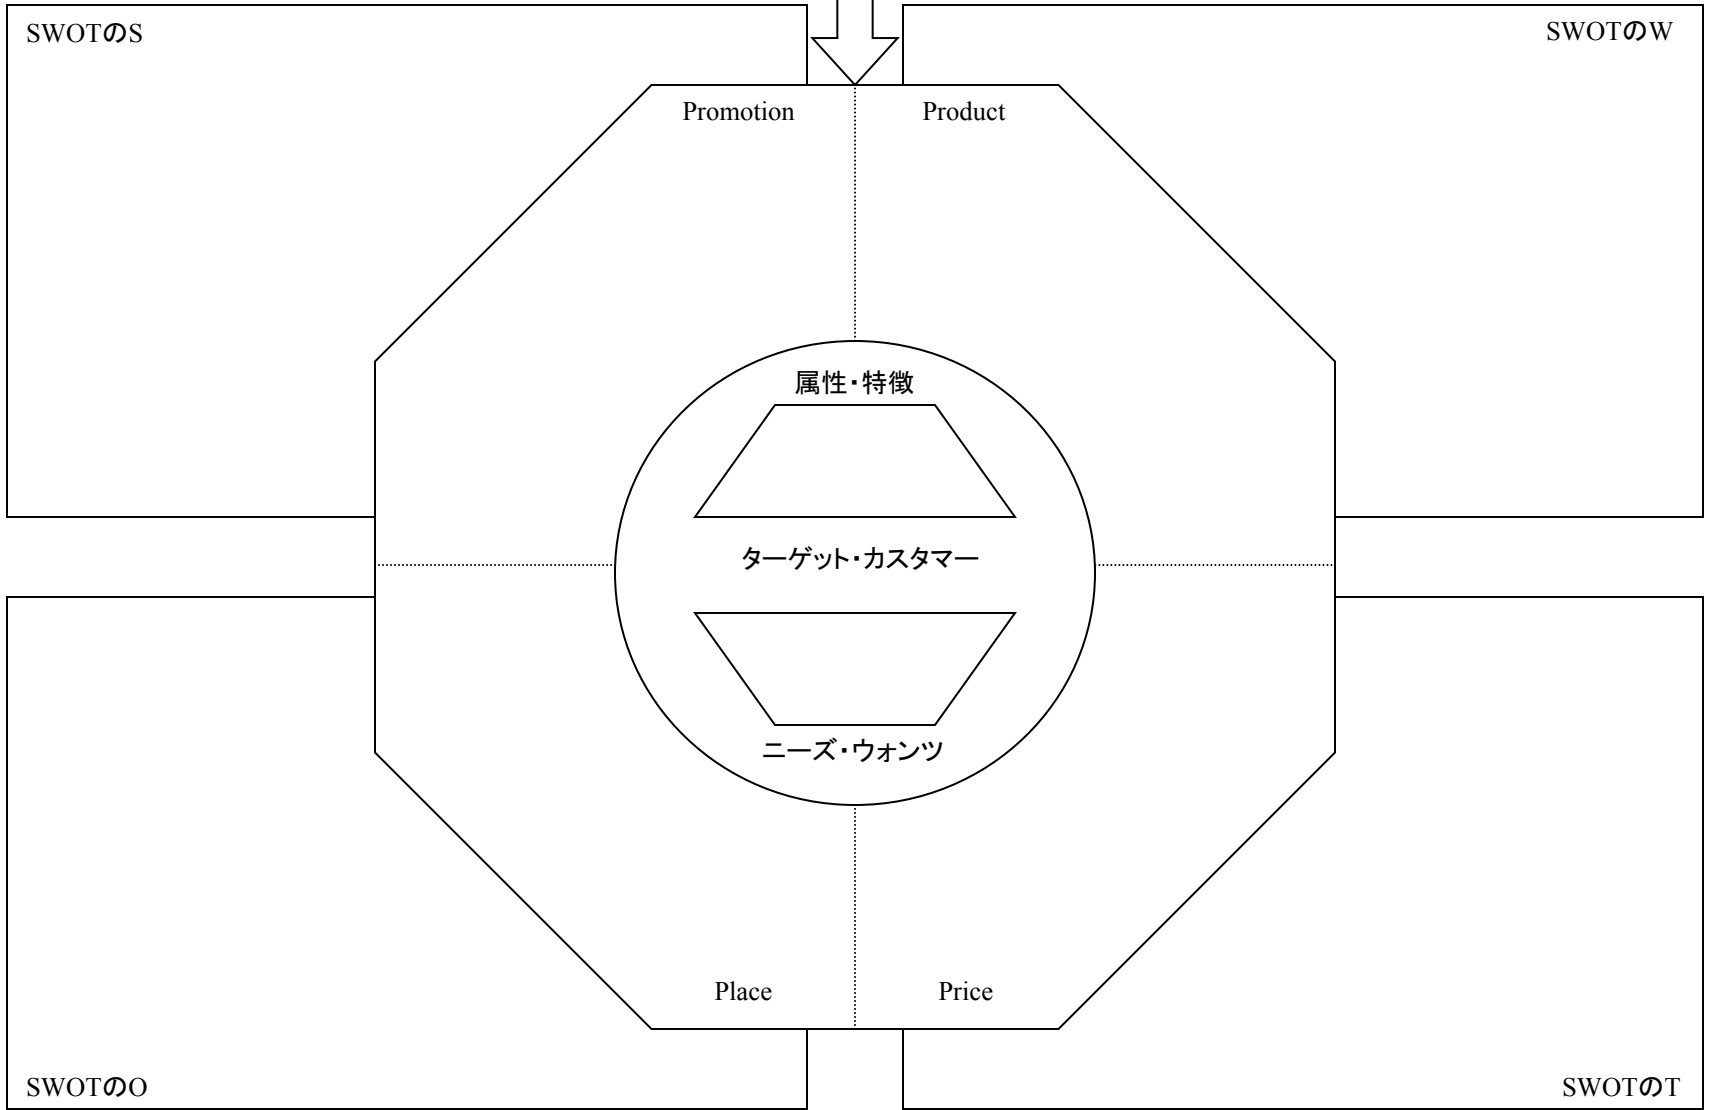 SWOTのS
SWOTのW
Promotion
Product
属性・特徴
ターゲット・カスタマー
ニーズ・ウォンツ
Place
Price
SWOTのO
SWOTのT